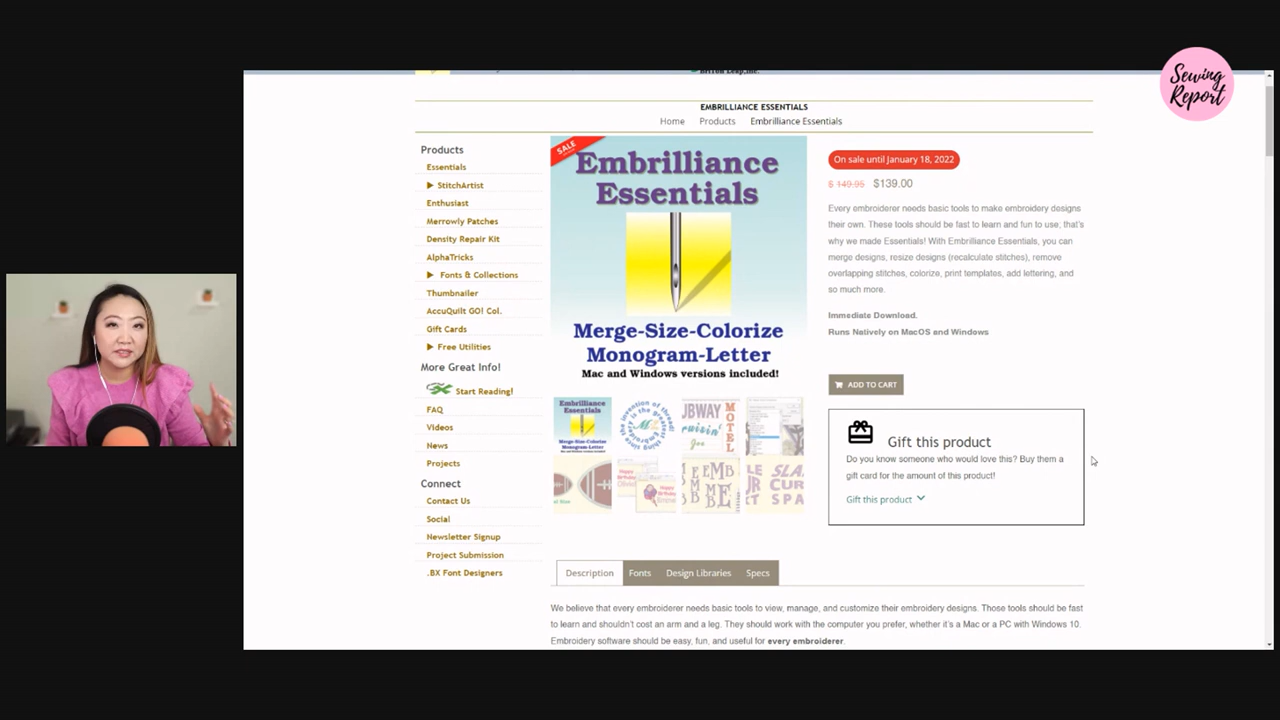 Sewing
Report
EMBRILLIANCE ESSENTIALS
Home Products Embrilliance Essentials
Products
Essentials
▶ StitchArtist
Enthusiast
Merrowly Patches
Density Repair Kit
AlphaTricks
▶ Fonts & Collections
Thumbnailer
AccuQuilt GO! Col.
Gift Cards
▶ Free Utilities
More Great Info!
Start Reading!
FAQ
Videos
News
Projects
Connect
Contact Us
Social
Newsletter Signup
Project Submission
.BX Font Designers
SALE
Embrilliance
Essentials
Merge-Size-Colorize
Monogram-Letter
Mac and Windows versions included!
On sale until January 18, 2022
$ 149.95 $139.00
Every embroiderer needs basic tools to make embroidery designs
their own. These tools should be fast to learn and fun to use, that's
why we made Essentials! With Embrilliance Essentials, you can
merge designs, resize designs (recalculate stitches), remove
overlapping stitches, colorize, print templates, add lettering, and
so much more.
Immediate Download.
Runs Natively on MacOS and Windows
ADD TO CART
Gift this product
Do you know someone who would love this? Buy them a
gift card for the amount of this product!
Gift this product
Embrilliance
Essentials
Merge-Size-Colorize
Monogram-Letter
MOTEL
Description Fonts Design Libraries Specs
We believe that every embroiderer needs basic tools to view, manage, and customize their embroidery designs. Those tools should be fast
to learn and shouldn't cost an arm and a leg. They should work with the computer you prefer, whether it's a Mac or a PC with Windows 10.
Embroidery software should be easy, fun, and useful for every embroiderer.